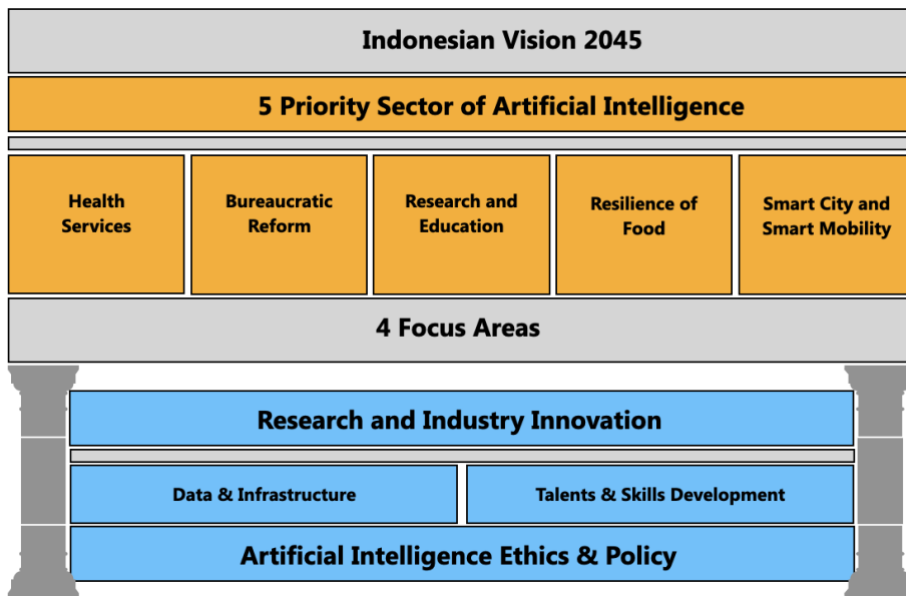 Indonesian Vision 2045
5 Priority Sector of Artificial Intelligence
Health
Services
Bureaucratic
Reform
Research and
Education
Resilience of
Food
Smart City and
Smart Mobility
4 Focus Areas
Research and Industry Innovation
Data & Infrastructure
Talents & Skills Development
Artificial Intelligence Ethics & Policy